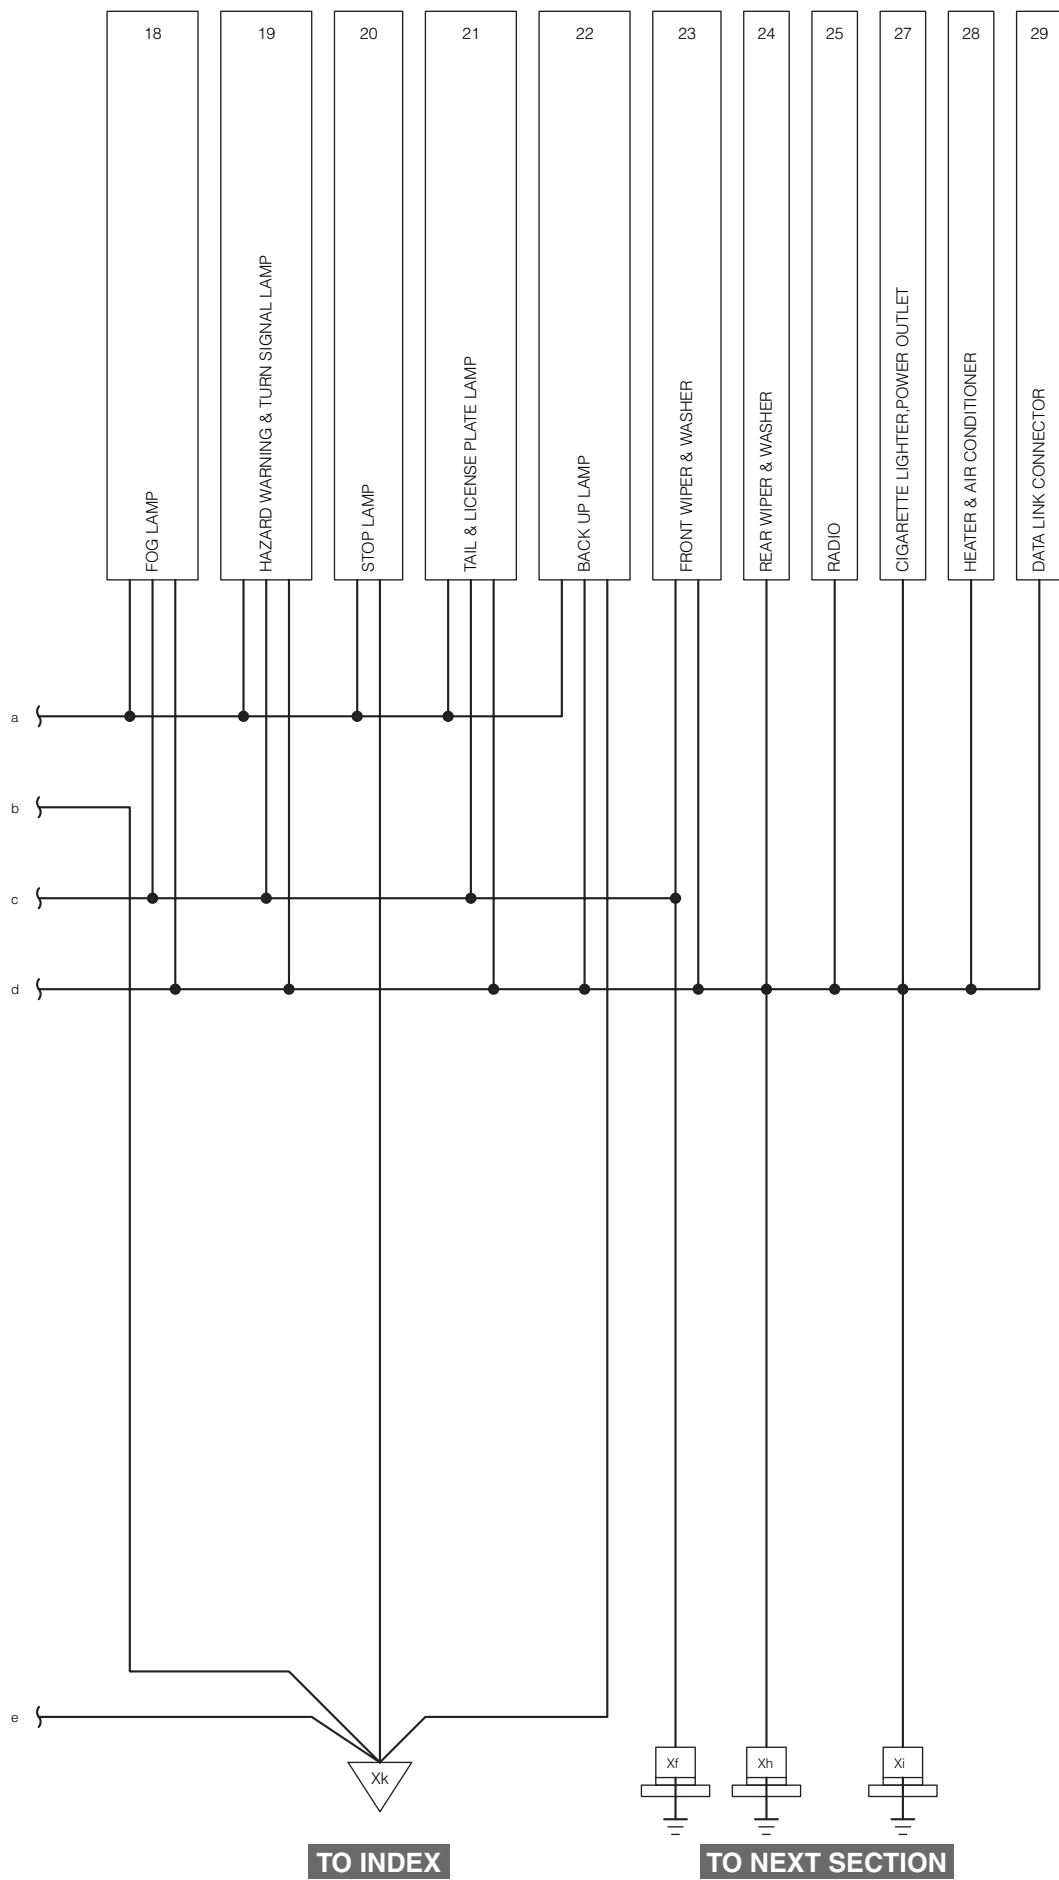 18
19
20
21
22
23
24
25
27
28
29
FOG LAMP
HAZARD WARNING & TURN SIGNAL LAMP
STOP LAMP
TAIL & LICENSE PLATE LAMP
BACK UP LAMP
FRONT WIPER & WASHER
REAR WIPER & WASHER
RADIO
CIGARETTE LIGHTER,POWER OUTLET
HEATER & AIR CONDITIONER
DATA LINK CONNECTOR
a
b
c
d
e
Xk
Xf
Xh
Xi
TO INDEX
TO NEXT SECTION